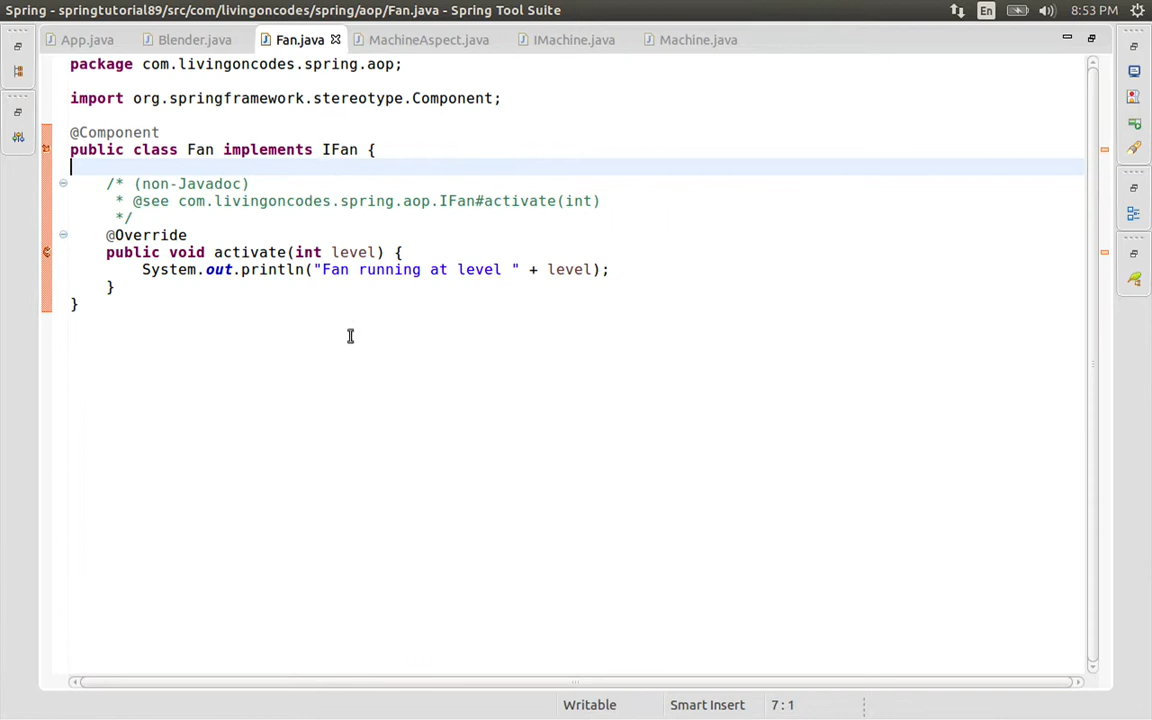 Spring - springtutorial89/src/com/livingoncodes/spring/aop/Fan.java - Spring Tool Suite
En
8:53 PM
App.java
Blender.java
Fan.java
MachineAspect.java
IMachine.java
Machine.java
package com.livingoncodes.spring.aop;
import org.springframework.stereotype.Component;
@Component
public class Fan implements IFan {
/* (non-Javadoc)
* @see com.livingoncodes.spring.aop.IFan#activate(int)
*/
@Override
public void activate(int level) {
System.out.println("Fan running at level " + level);
}
}
Writable
Smart Insert
7 : 1